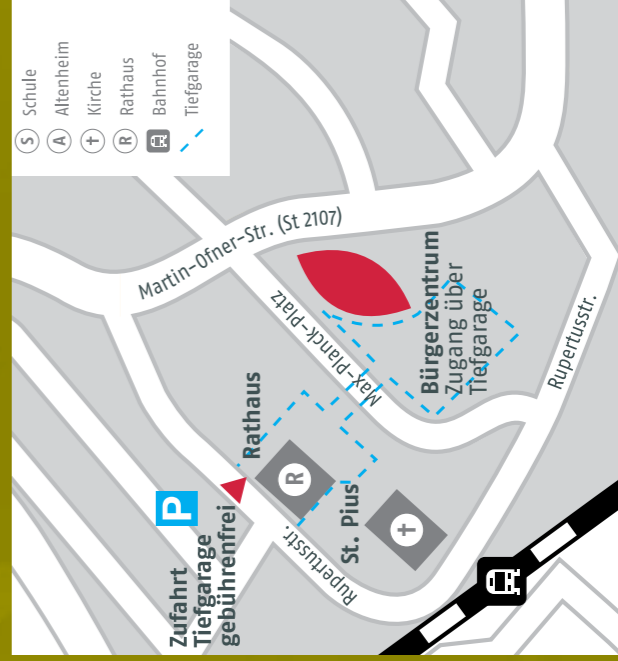 S Schule
A Altenheim
† Kirche
R Rathaus
Bahnhof
Tiefgarage
Martin-Ofner-Str. (St 2107)
Max-Planck-Platz
Bürgerzentrum
Zugang über
Tiefgarage
Rupertusstr.
Rathaus
R
P
Zufahrt
Tiefgarage
gebührenfrei
Rupertusstr.
St. Pius
†